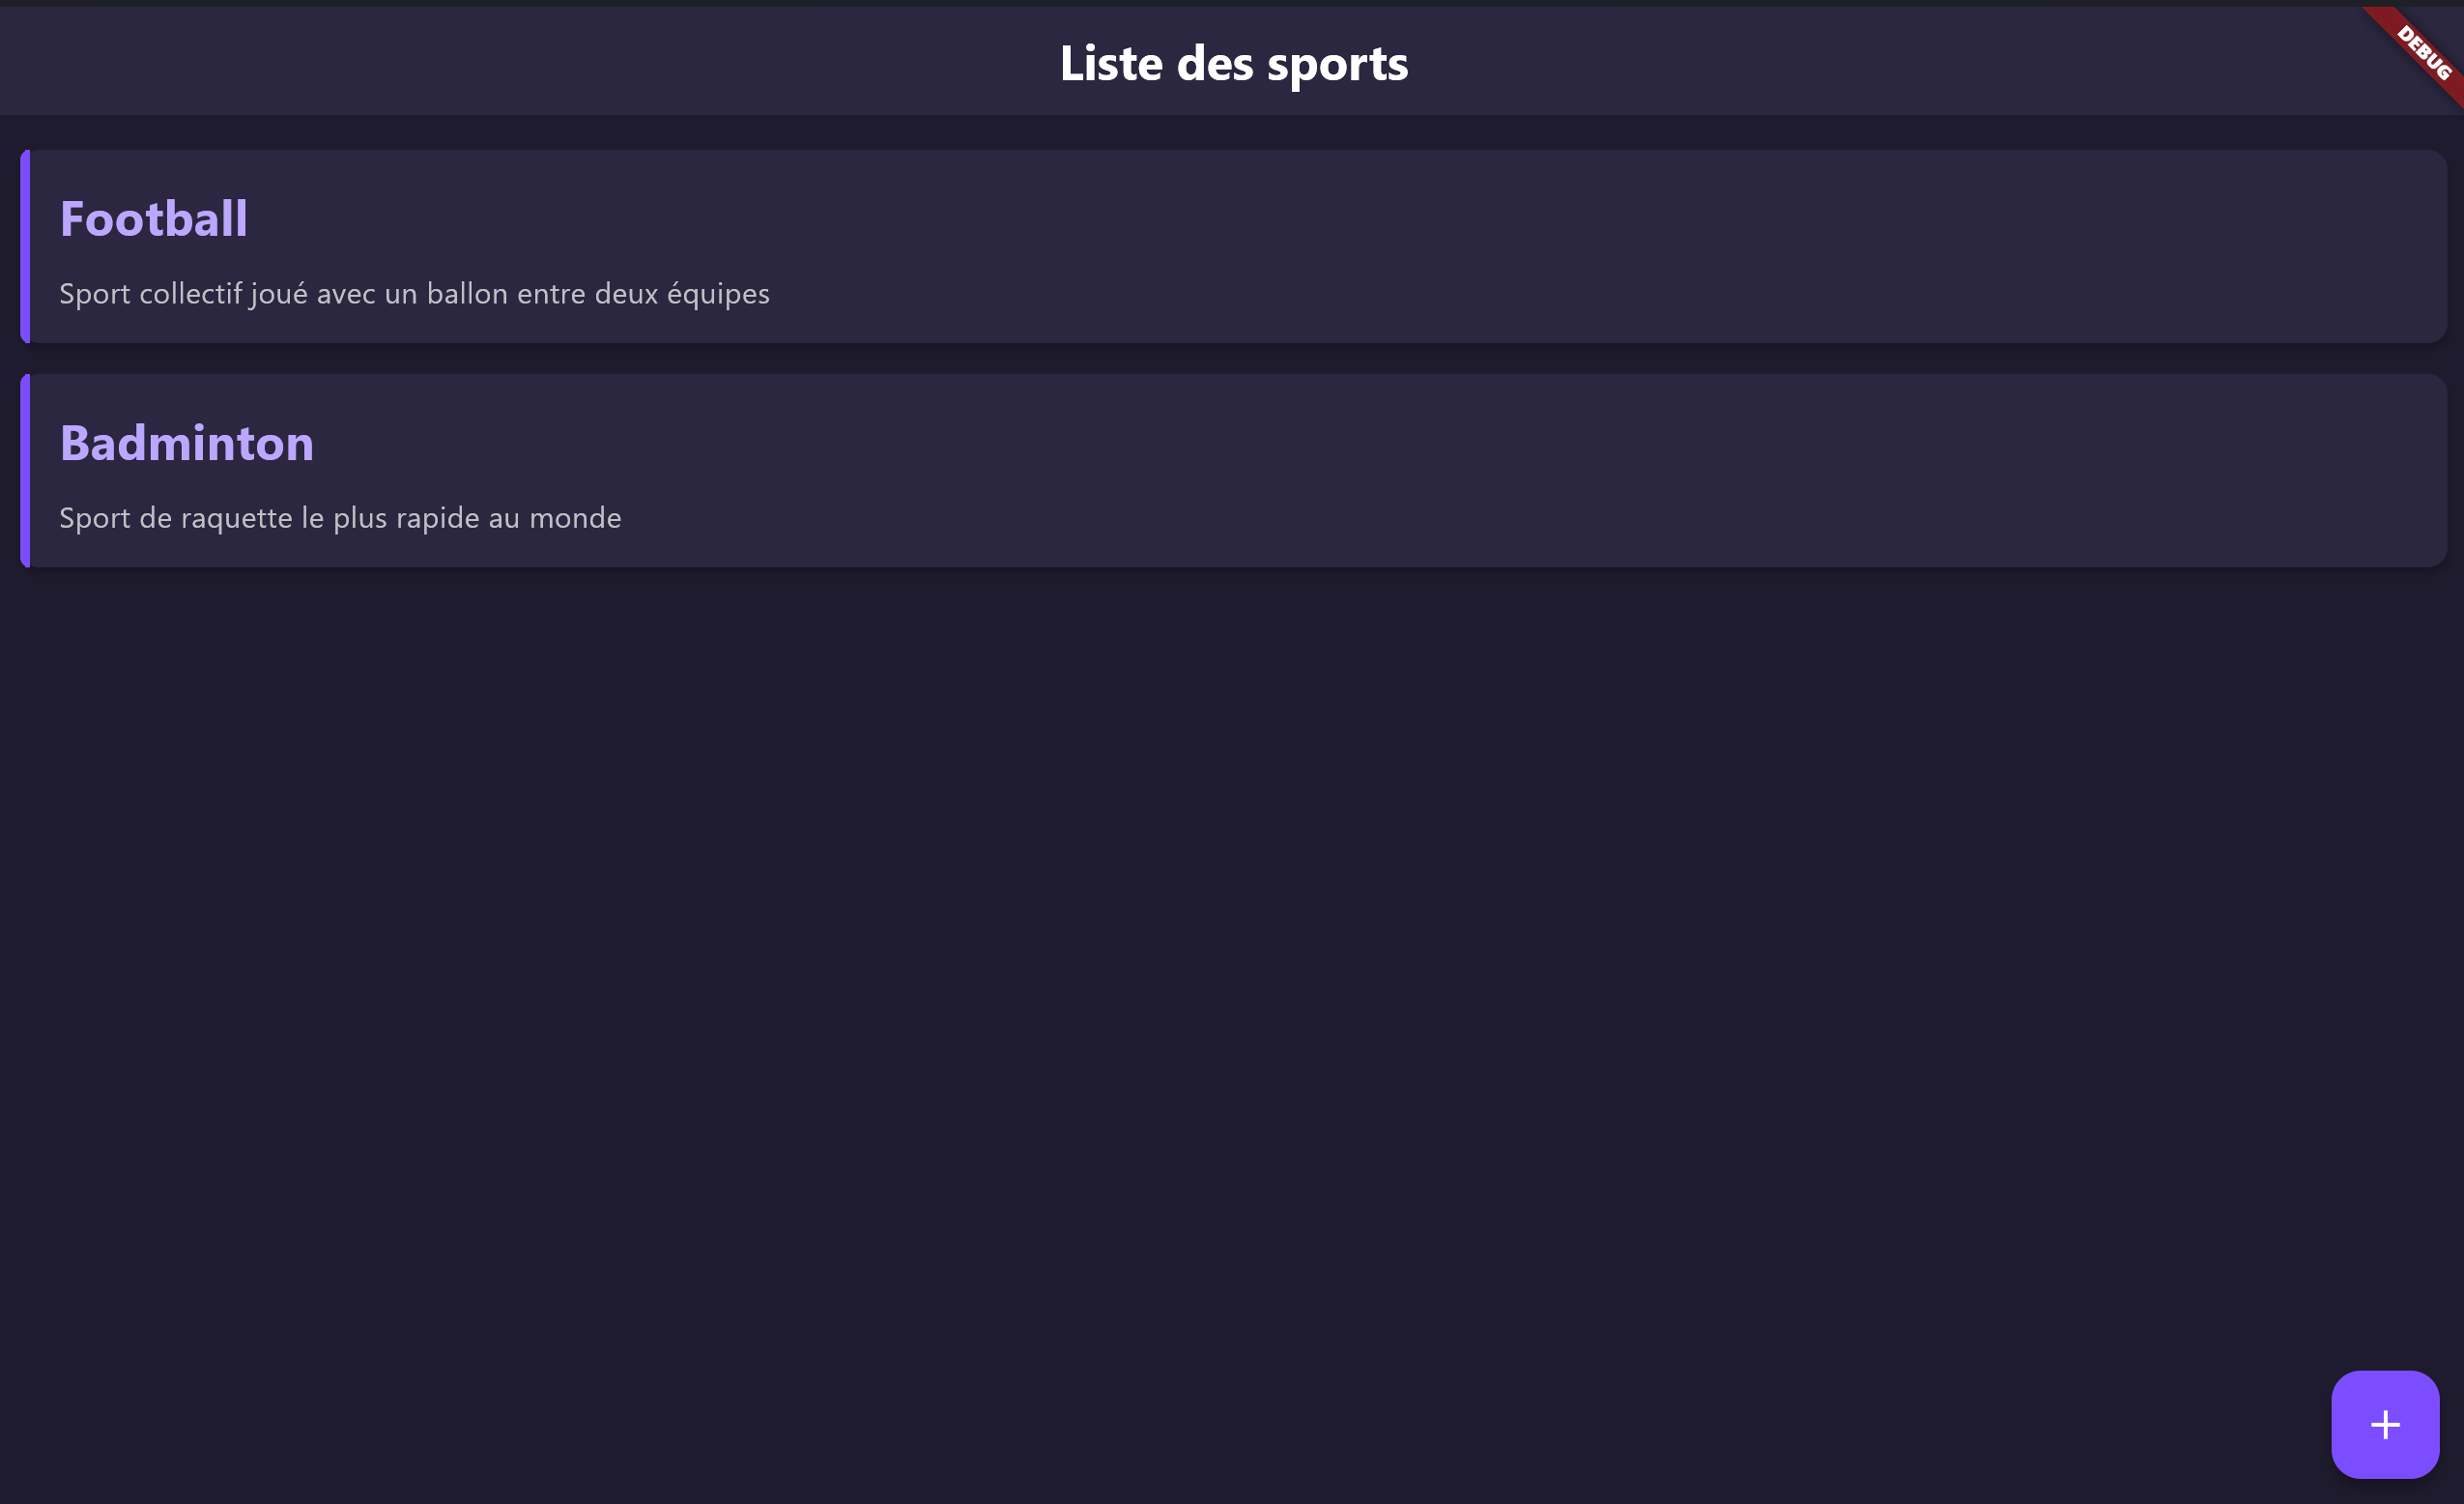 Liste des sports
DEBUG
Football
Sport collectif joué avec un ballon entre deux équipes
Badminton
Sport de raquette le plus rapide au monde
+